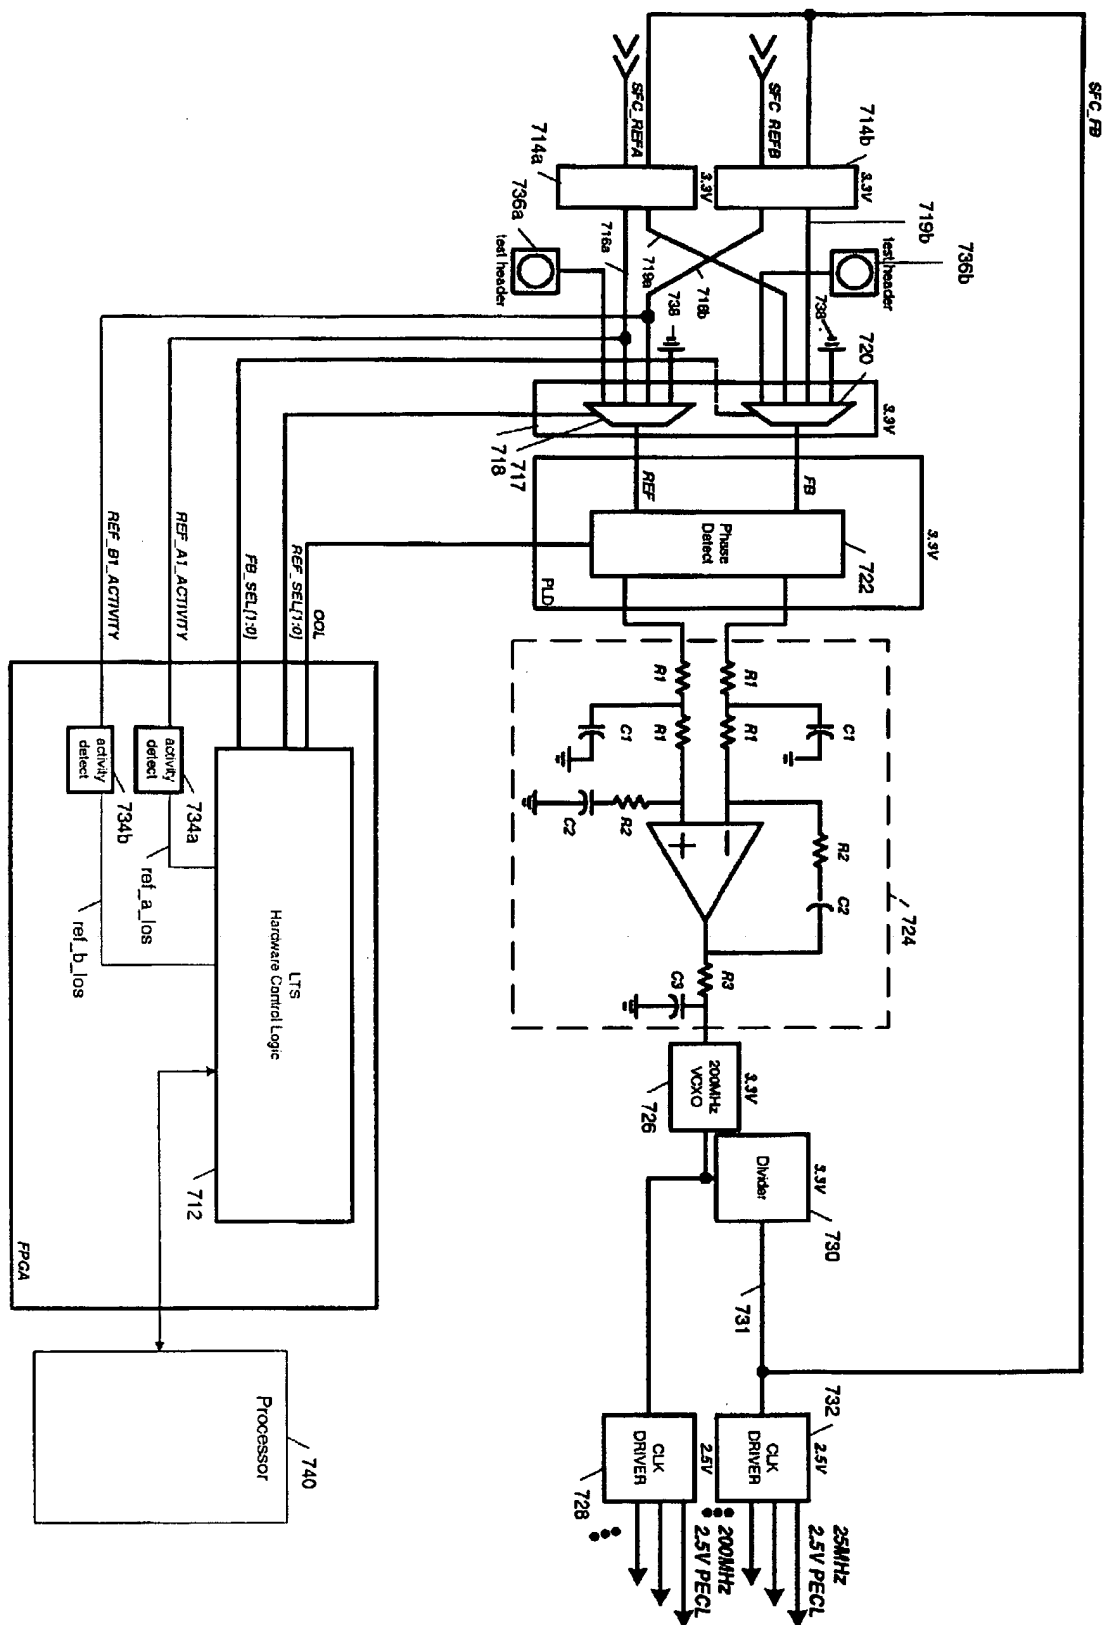 SFC_FB
SFC_REFB
SFC_REFA
714b
3.3V
714a
3.3V
719b
736b
test header
736a
test header
716a
719a
716b
738
738
720
3.3V
718
717
REF
FB
3.3V
Phase
Detect
722
PLD
REF_B1_ACTIVITY
REF_A1_ACTIVITY
FB_SEL[1:0]
REF_SEL[1:0]
OOL
R1
R1
C1
C1
R1
R1
C2
R2
R2
C2
724
C3
R3
activity
detect
activity
detect
734a
734b
ref_a_los
ref_b_los
LTS
Hardware Control Logic
712
FPGA
200MHz
VCXO
3.3V
726
Divider
3.3V
730
731
732
CLK
DRIVER
2.5V
CLK
DRIVER
2.5V
728
25MHz
2.5V PECL
200MHz
2.5V PECL
Processor
740